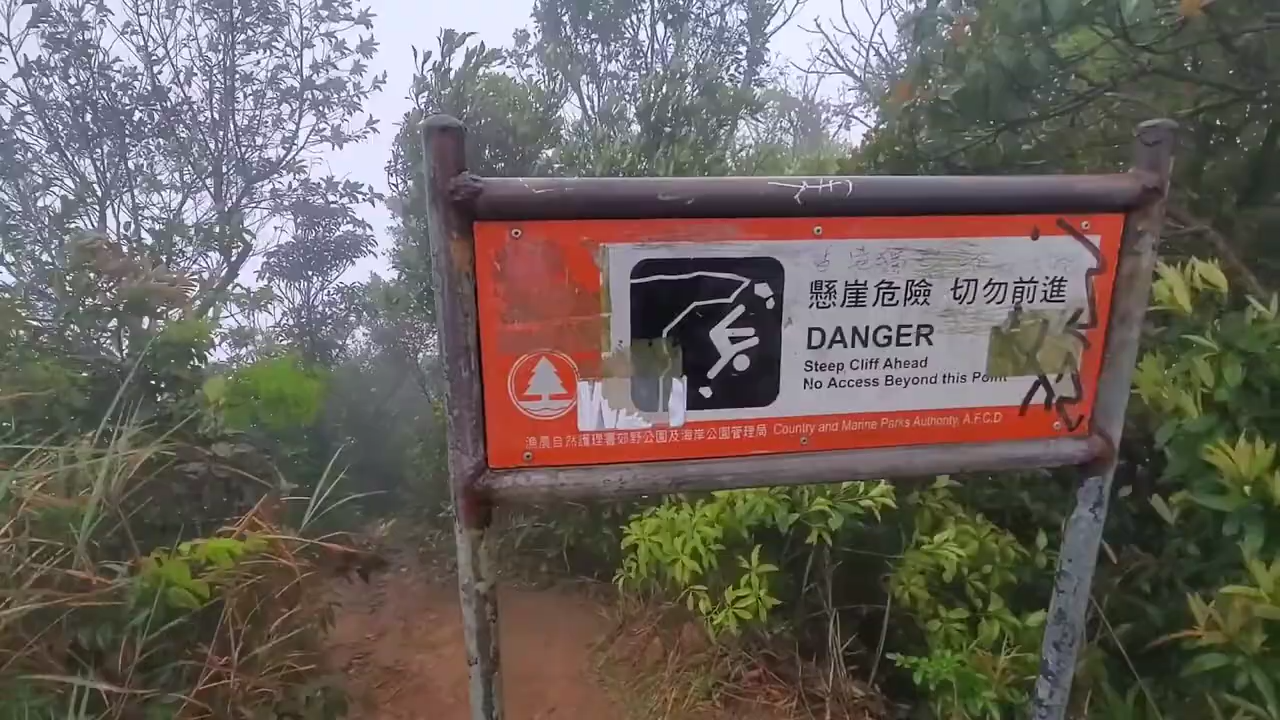 懸崖危險 切勿前進
DANGER
Steep Cliff Ahead
No Access Beyond this Point
漁農自然護理署郊野公園及海岸公園管理局 Country and Marine Parks Authority, A.F.C.D